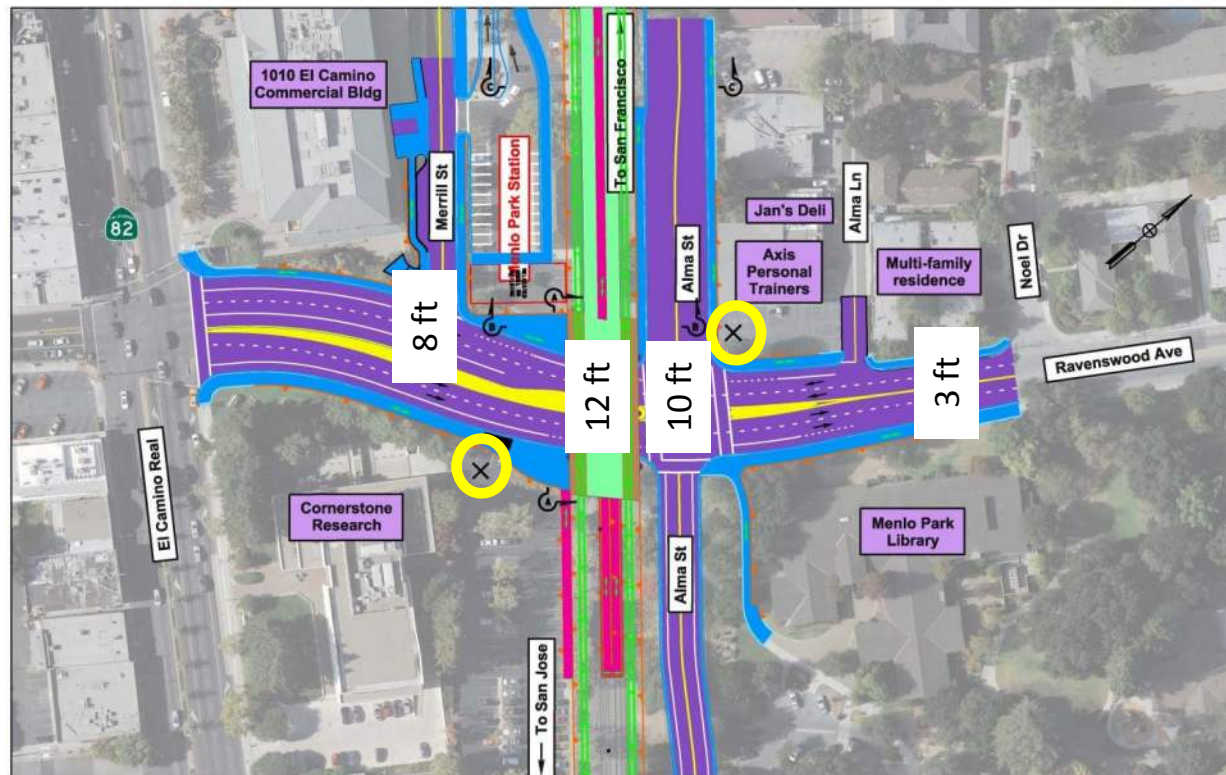 1010 El Camino
Commercial Bldg
82
Merrill St
Menlo Park Station
To San Francisco
C
C
Alma St
Jan's Deli
Axis
Personal
Trainers
Alma Ln
Multi-family
residence
Noel Dr
Ravenswood Ave
A
B
B
8 ft
12 ft
10 ft
3 ft
El Camino Real
Cornerstone
Research
A
Alma St
Menlo Park
Library
To San Jose